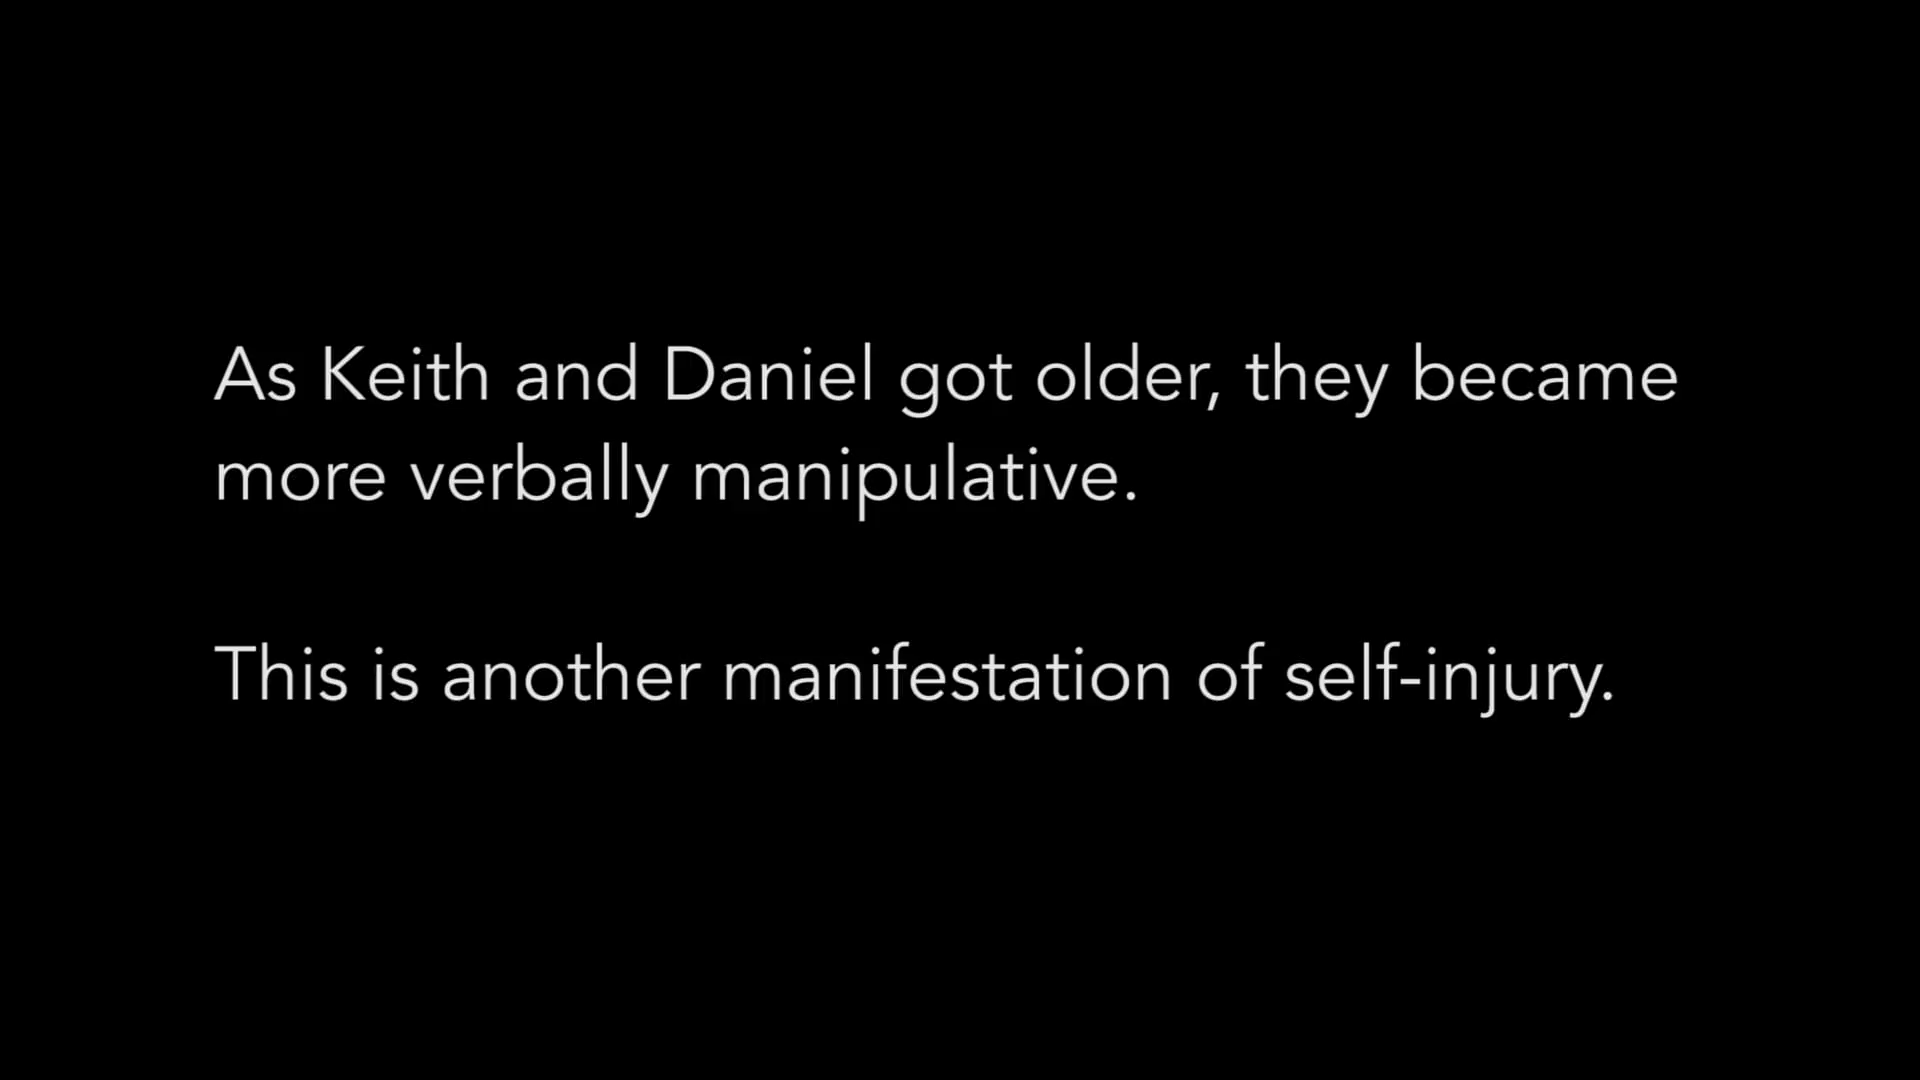 As Keith and Daniel got older, they became
more verbally manipulative.
This is another manifestation of self-injury.